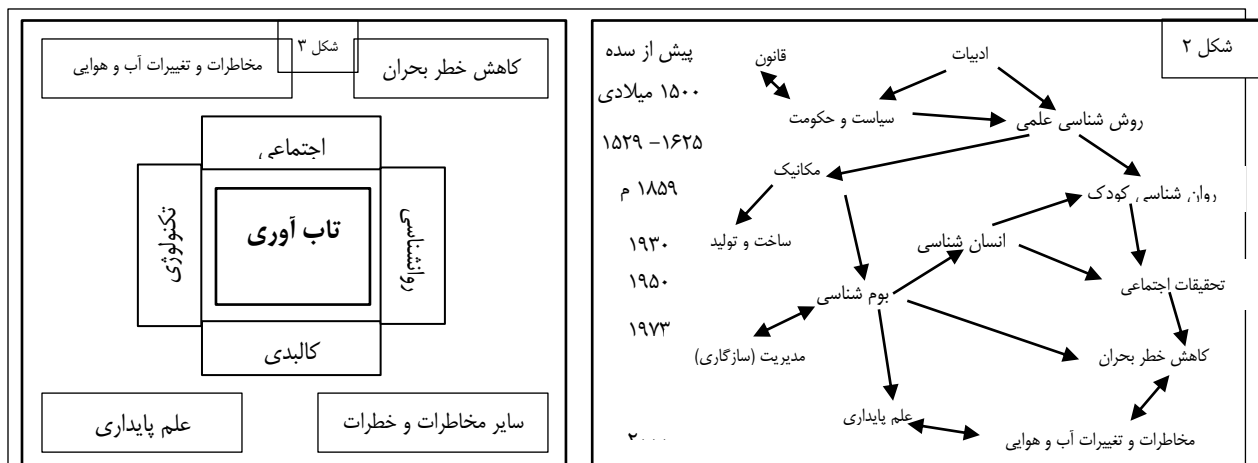 شکل ۲
پیش از سده
۱۵۰۰ میلادی
۱۵۲۹– ۱۶۲۵
۱۸۵۹ م
۱۹۳۰
۱۹۵۰
۱۹۷۳
۲۰۰۰
ادبیات
قانون
سیاست و حکومت
روش شناسی علمی
مکانیک
روان شناسی کودک
ساخت و تولید
انسان شناسی
تحقیقات اجتماعی
بوم شناسی
مدیریت (سازگاری)
کاهش خطر بحران
علم پایداری
مخاطرات و تغییرات آب و هوایی
شکل ۳
کاهش خطر بحران
مخاطرات و تغییرات آب و هوایی
اجتماعی
روانشناسی
تاب آوری
تکنولوژی
کالبدی
سایر مخاطرات و خطرات
علم پایداری